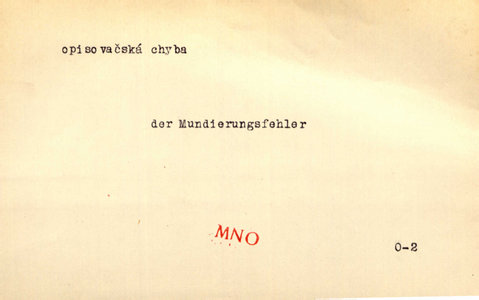 opisovačská chyba
der Mundierungsfehler
MNO
0-2